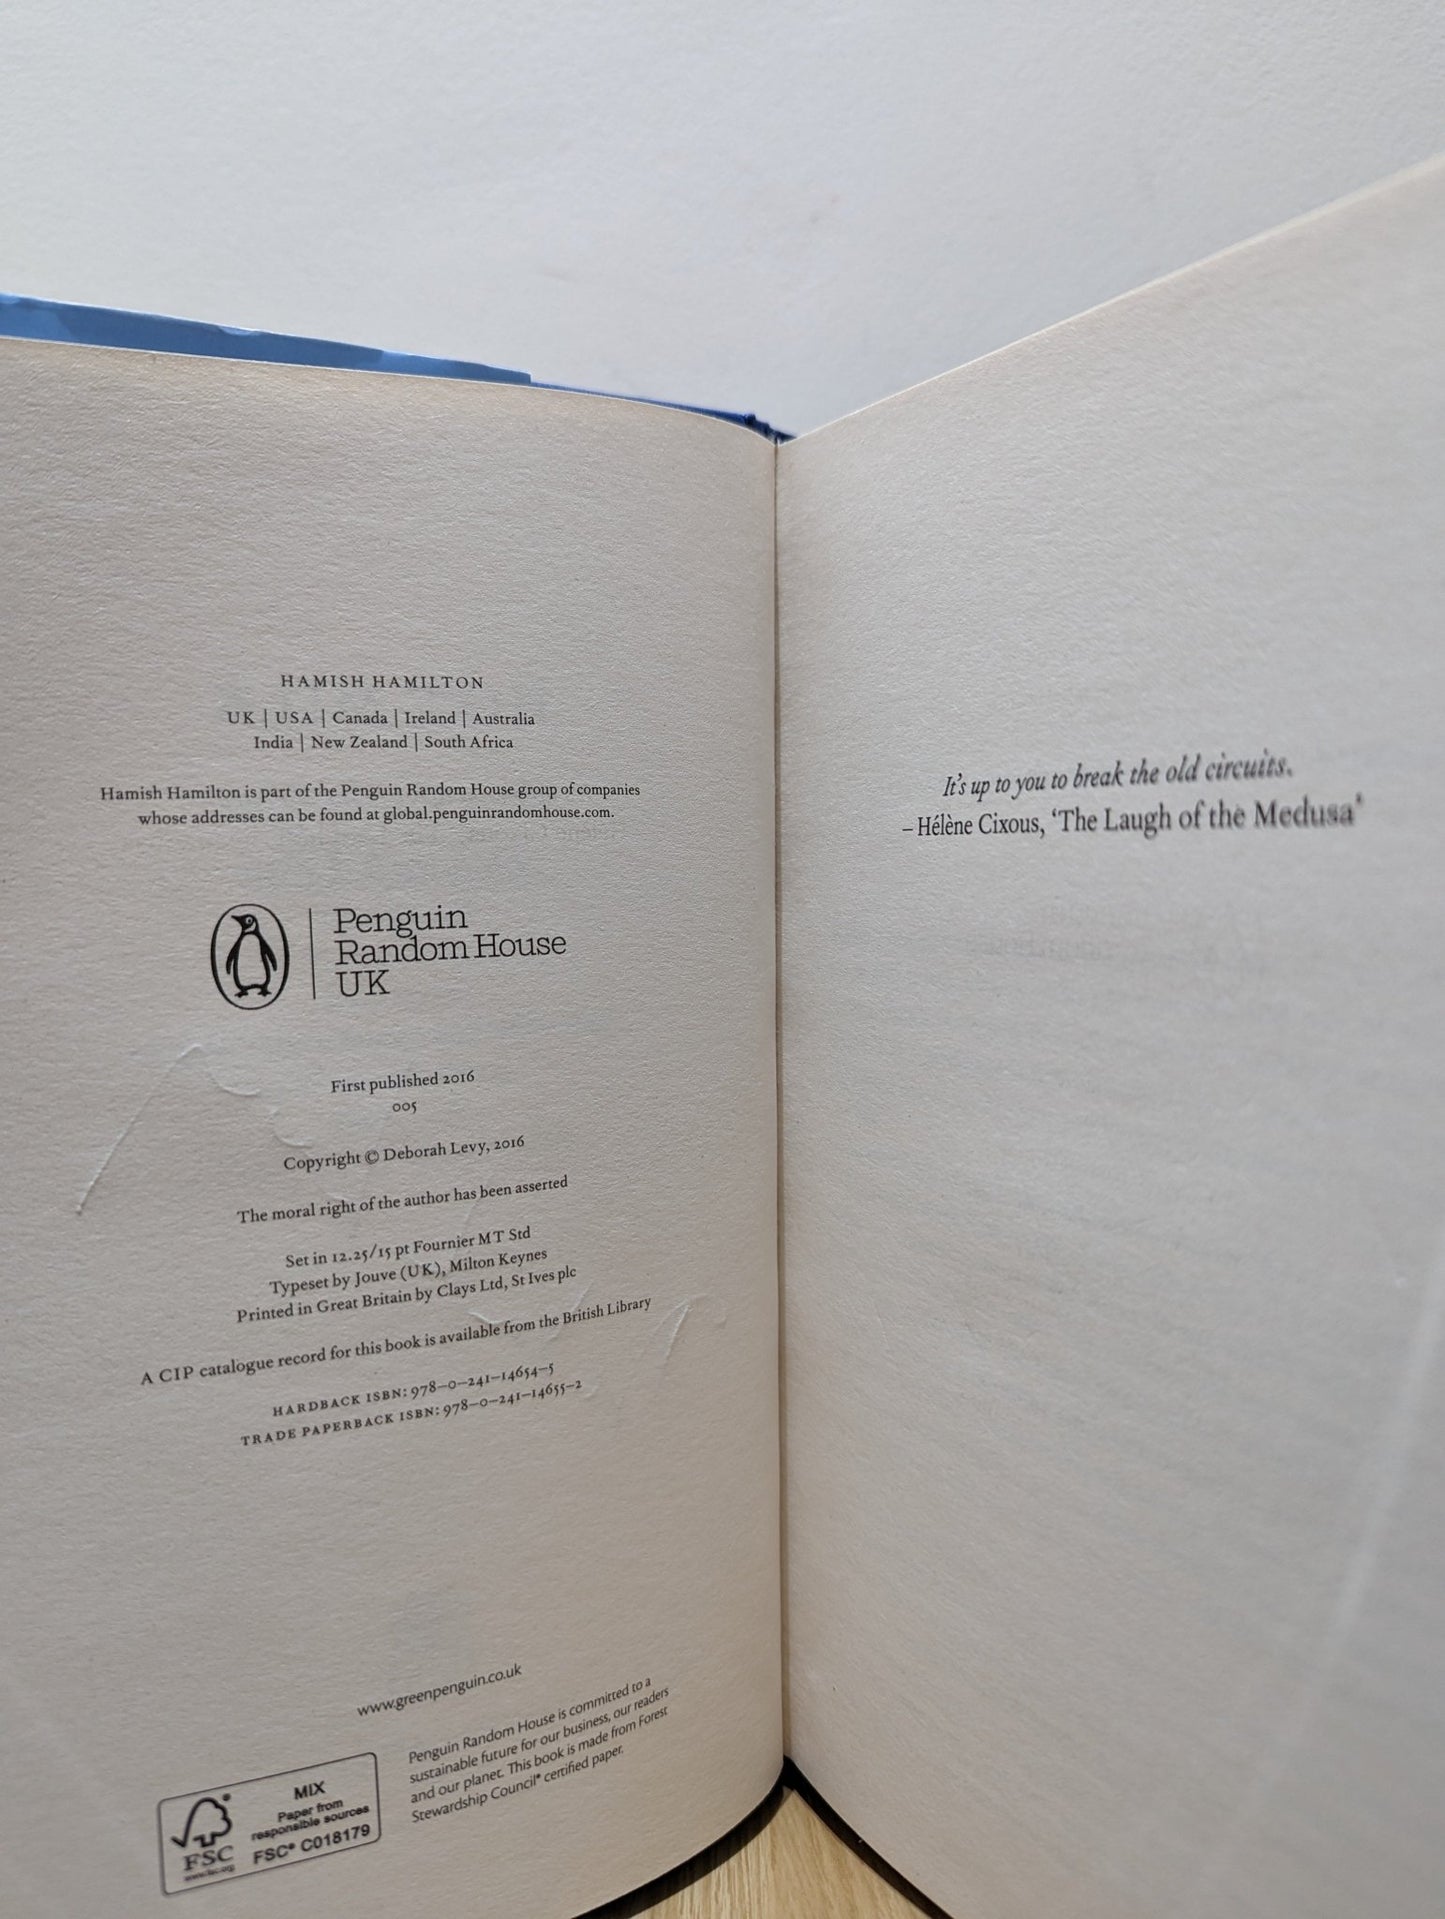 HAMISH HAMILTON
UK | USA | Canada | Ireland | Australia
India | New Zealand | South Africa
Hamish Hamilton is part of the Penguin Random House group of companies
whose addresses can be found at global.penguinrandomhouse.com.
Penguin
Random House
UK
First published 2016
005
Copyright © Deborah Levy, 2016
The moral right of the author has been asserted
Set in 12.25/15 pt Fournier MT Std
Typeset by Jouve (UK), Milton Keynes
Printed in Great Britain by Clays Ltd, St Ives plc
A CIP catalogue record for this book is available from the British Library
HARDBACK ISBN: 978–0–241–14654–5
TRADE PAPERBACK ISBN: 978–0–241–14655–2
www.greenpenguin.co.uk
Penguin Random House is committed to a
sustainable future for our business, our readers
and our planet. This book is made from Forest
Stewardship Council® certified paper.
MIX
Paper from
responsible sources
FSC® C018179
FSC
www.fsc.org
It's up to you to break the old circuits.
– Hélène Cixous, ‘The Laugh of the Medusa’